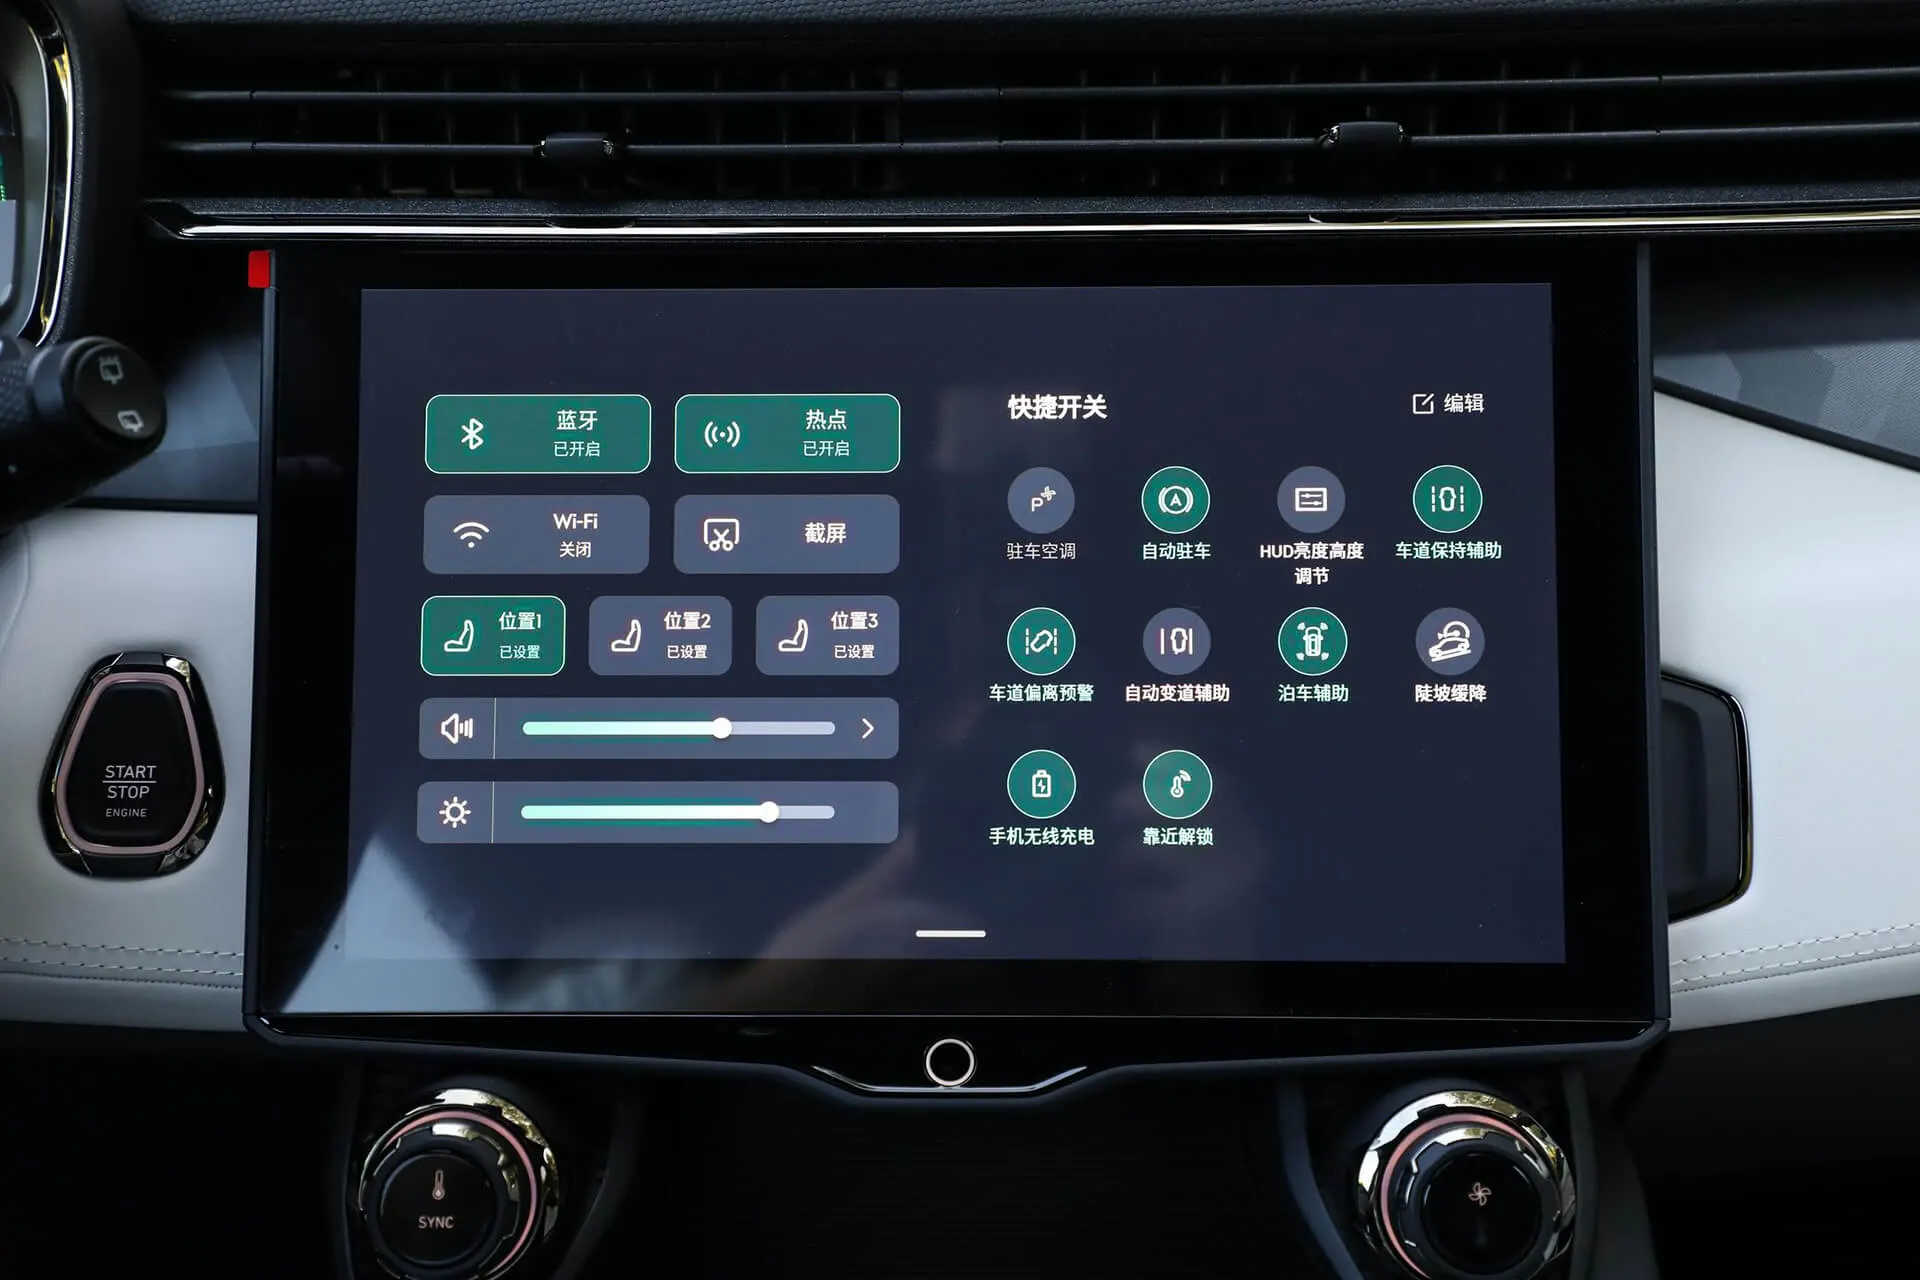 蓝牙
已开启
热点
已开启
Wi-Fi
关闭
截屏
位置1
已设置
位置2
已设置
位置3
已设置
快捷开关
编辑
P
驻车空调
A
自动驻车
HUD亮度高度
调节
车道保持辅助
车道偏离预警
自动变道辅助
泊车辅助
陡坡缓降
手机无线充电
靠近解锁
START
STOP
ENGINE
SYNC